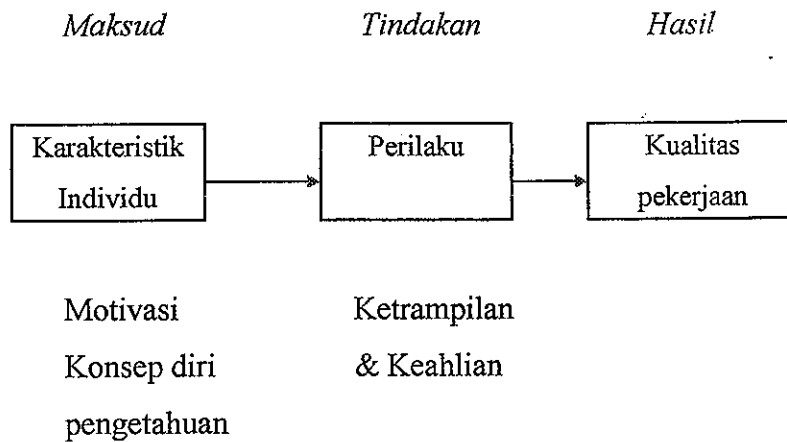 Maksud Tindakan Hasil
Karakteristik
Individu
Perilaku
Kualitas
pekerjaan
Motivasi
Konsep diri
pengetahuan
Ketrampilan
& Keahlian